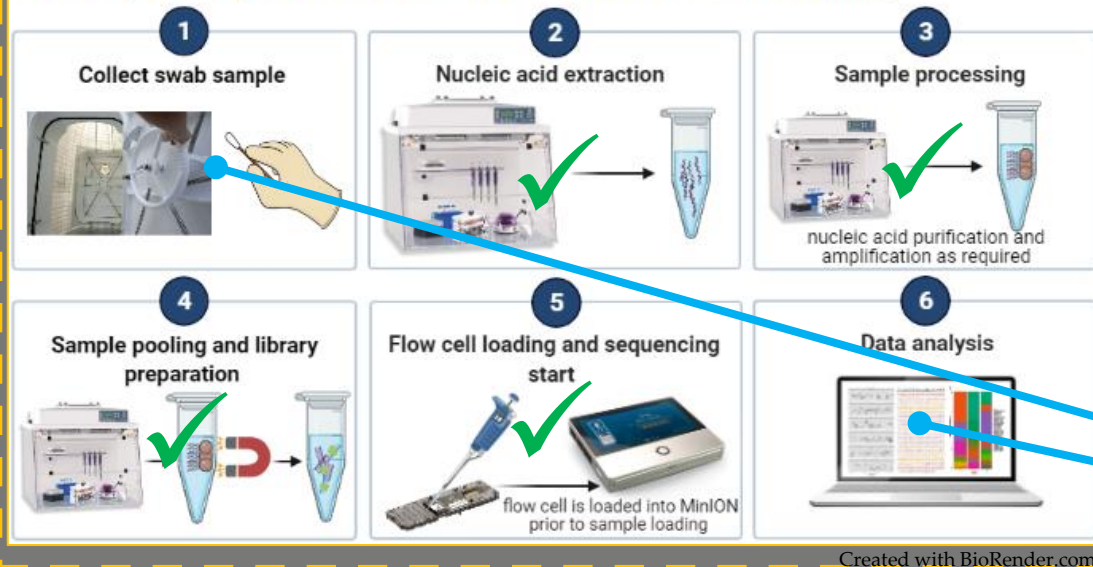 1
Collect swab sample
2
Nucleic acid extraction
3
Sample processing
nucleic acid purification and
amplification as required
4
Sample pooling and library
preparation
5
Flow cell loading and sequencing
start
flow cell is loaded into MinION
prior to sample loading
6
Data analysis
Created with BioRender.com